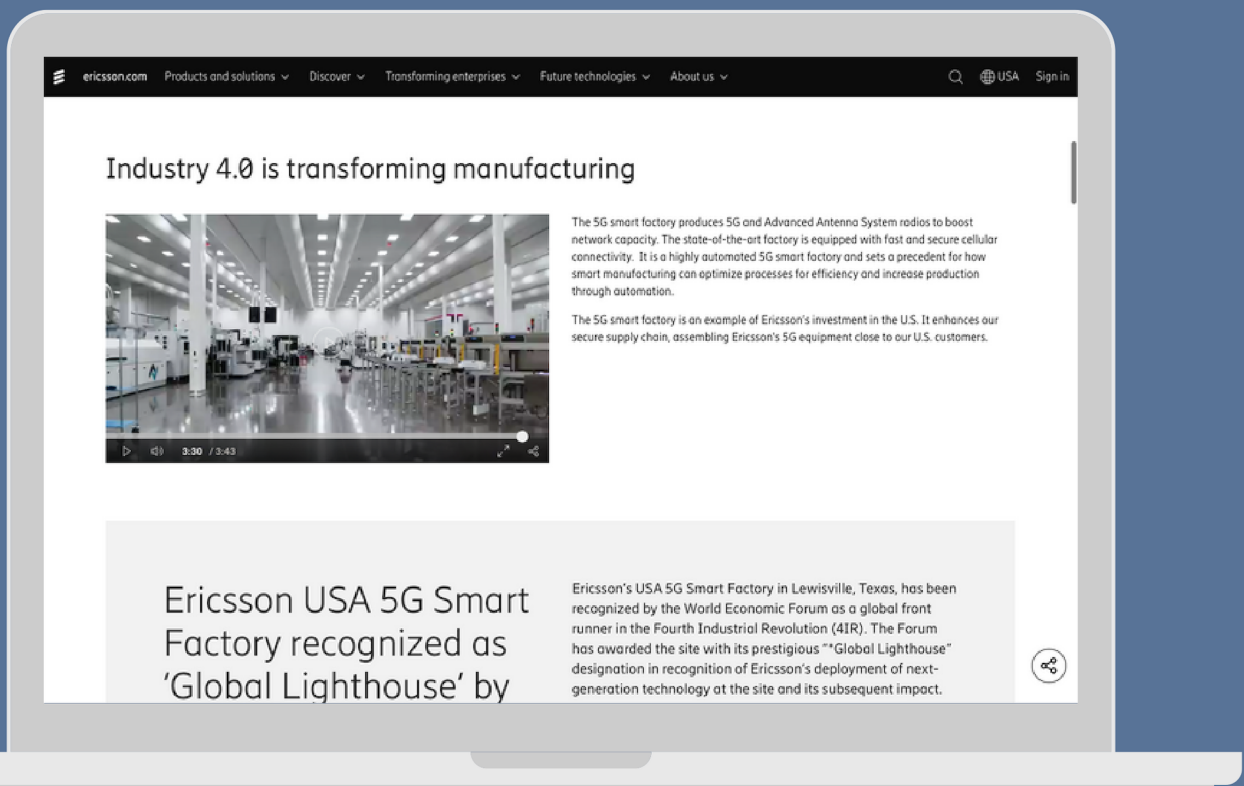 ericsson.com Products and solutions Discover Transforming enterprises Future technologies About us USA Sign in
Industry 4.0 is transforming manufacturing
The 5G smart factory produces 5G and Advanced Antenna System radios to boost
network capacity. The state-of-the-art factory is equipped with fast and secure cellular
connectivity. It is a highly automated 5G smart factory and sets a precedent for how
smart manufacturing can optimize processes for efficiency and increase production
through automation.
The 5G smart factory is an example of Ericsson's investment in the U.S. It enhances our
secure supply chain, assembling Ericsson's 5G equipment close to our U.S. customers.
3:30 / 3:43
Ericsson USA 5G Smart
Factory recognized as
'Global Lighthouse' by
Ericsson's USA 5G Smart Factory in Lewisville, Texas, has been
recognized by the World Economic Forum as a global front
runner in the Fourth Industrial Revolution (4IR). The Forum
has awarded the site with its prestigious "*Global Lighthouse"
designation in recognition of Ericsson's deployment of next-
generation technology at the site and its subsequent impact.